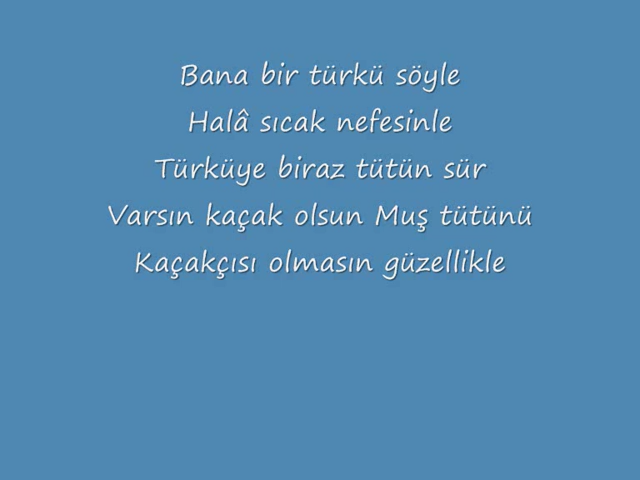 Bana bir türkü söyle
Halâ sıcak nefesinle
Türküye biraz tütün sür
Varsın kaçak olsun Muş tütünü
Kaçakçısı olmasın güzellikle